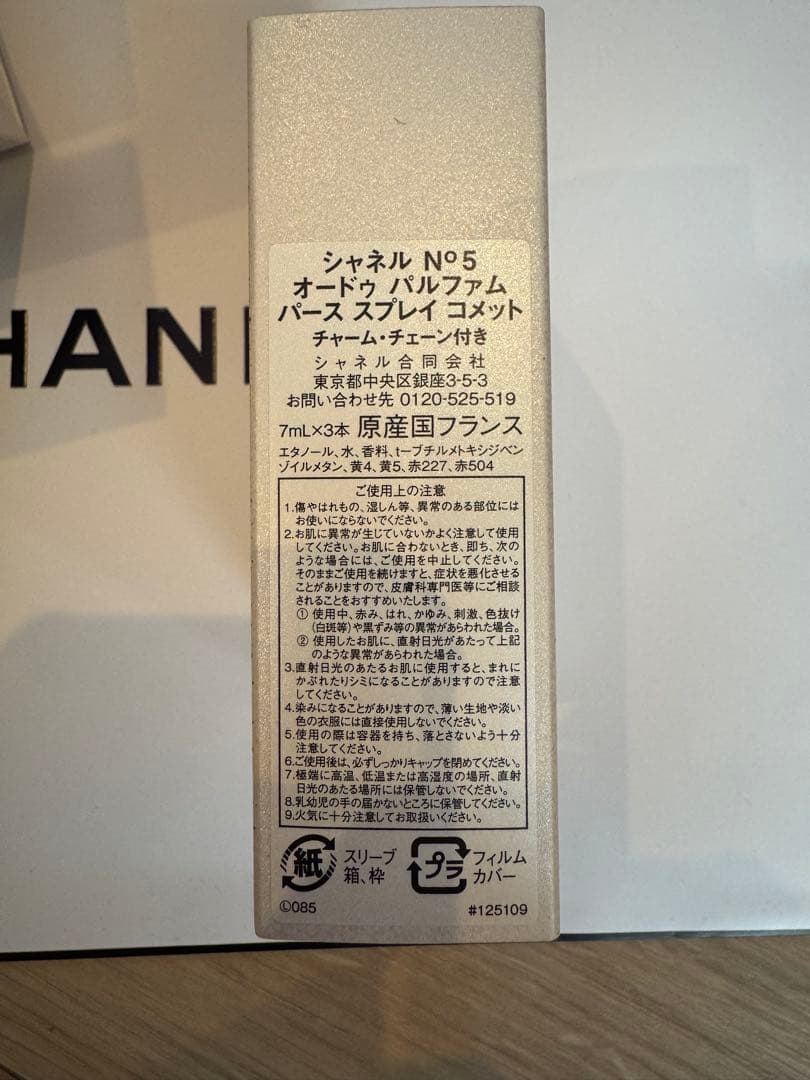 HAN
シャネル Nº5
オードゥ パルファム
パース スプレイ コメット
チャーム・チェーン付き
シャネル合同会社
東京都中央区銀座3-5-3
お問い合わせ先 0120-525-519
7mL×3本 原産国フランス
エタノール、水、香料、t-ブチルメトキシジベン
ゾイルメタン、黄4、黄5、赤227、赤504
ご使用上の注意
1.傷やはれもの、湿しん等、異常のある部位には
お使いにならないでください。
2.お肌に異常が生じていないかよく注意して使用
してください。お肌に合わないとき、即ち、次の
ような場合には、ご使用を中止してください。
そのままご使用を続けますと、症状を悪化させる
ことがありますので、皮膚科専門医等にご相談
されることをおすすめいたします。
① 使用中、赤み、はれ、かゆみ、刺激、色抜け
(白斑等)や黒ずみ等の異常があらわれた場合。
② 使用したお肌に、直射日光があたって上記
のような異常があらわれた場合。
3.直射日光のあたるお肌に使用すると、まれに
かぶれたりシミになることがありますので注意
してください。
4.染みになることがありますので、薄い生地や淡い
色の衣服には直接使用しないでください。
5.使用の際は容器を持ち、落とさないよう十分
注意してください。
6.ご使用後は、必ずしっかりキャップを閉めてください。
7.極端に高温、低温または高湿度の場所、直射
日光のあたる場所には保管しないでください。
8.乳幼児の手の届かないところに保管してください。
9.火気に十分注意してお取扱いください。
紙 スリーブ
箱、枠
プラ フィルム
カバー
Ⓛ085 #125109